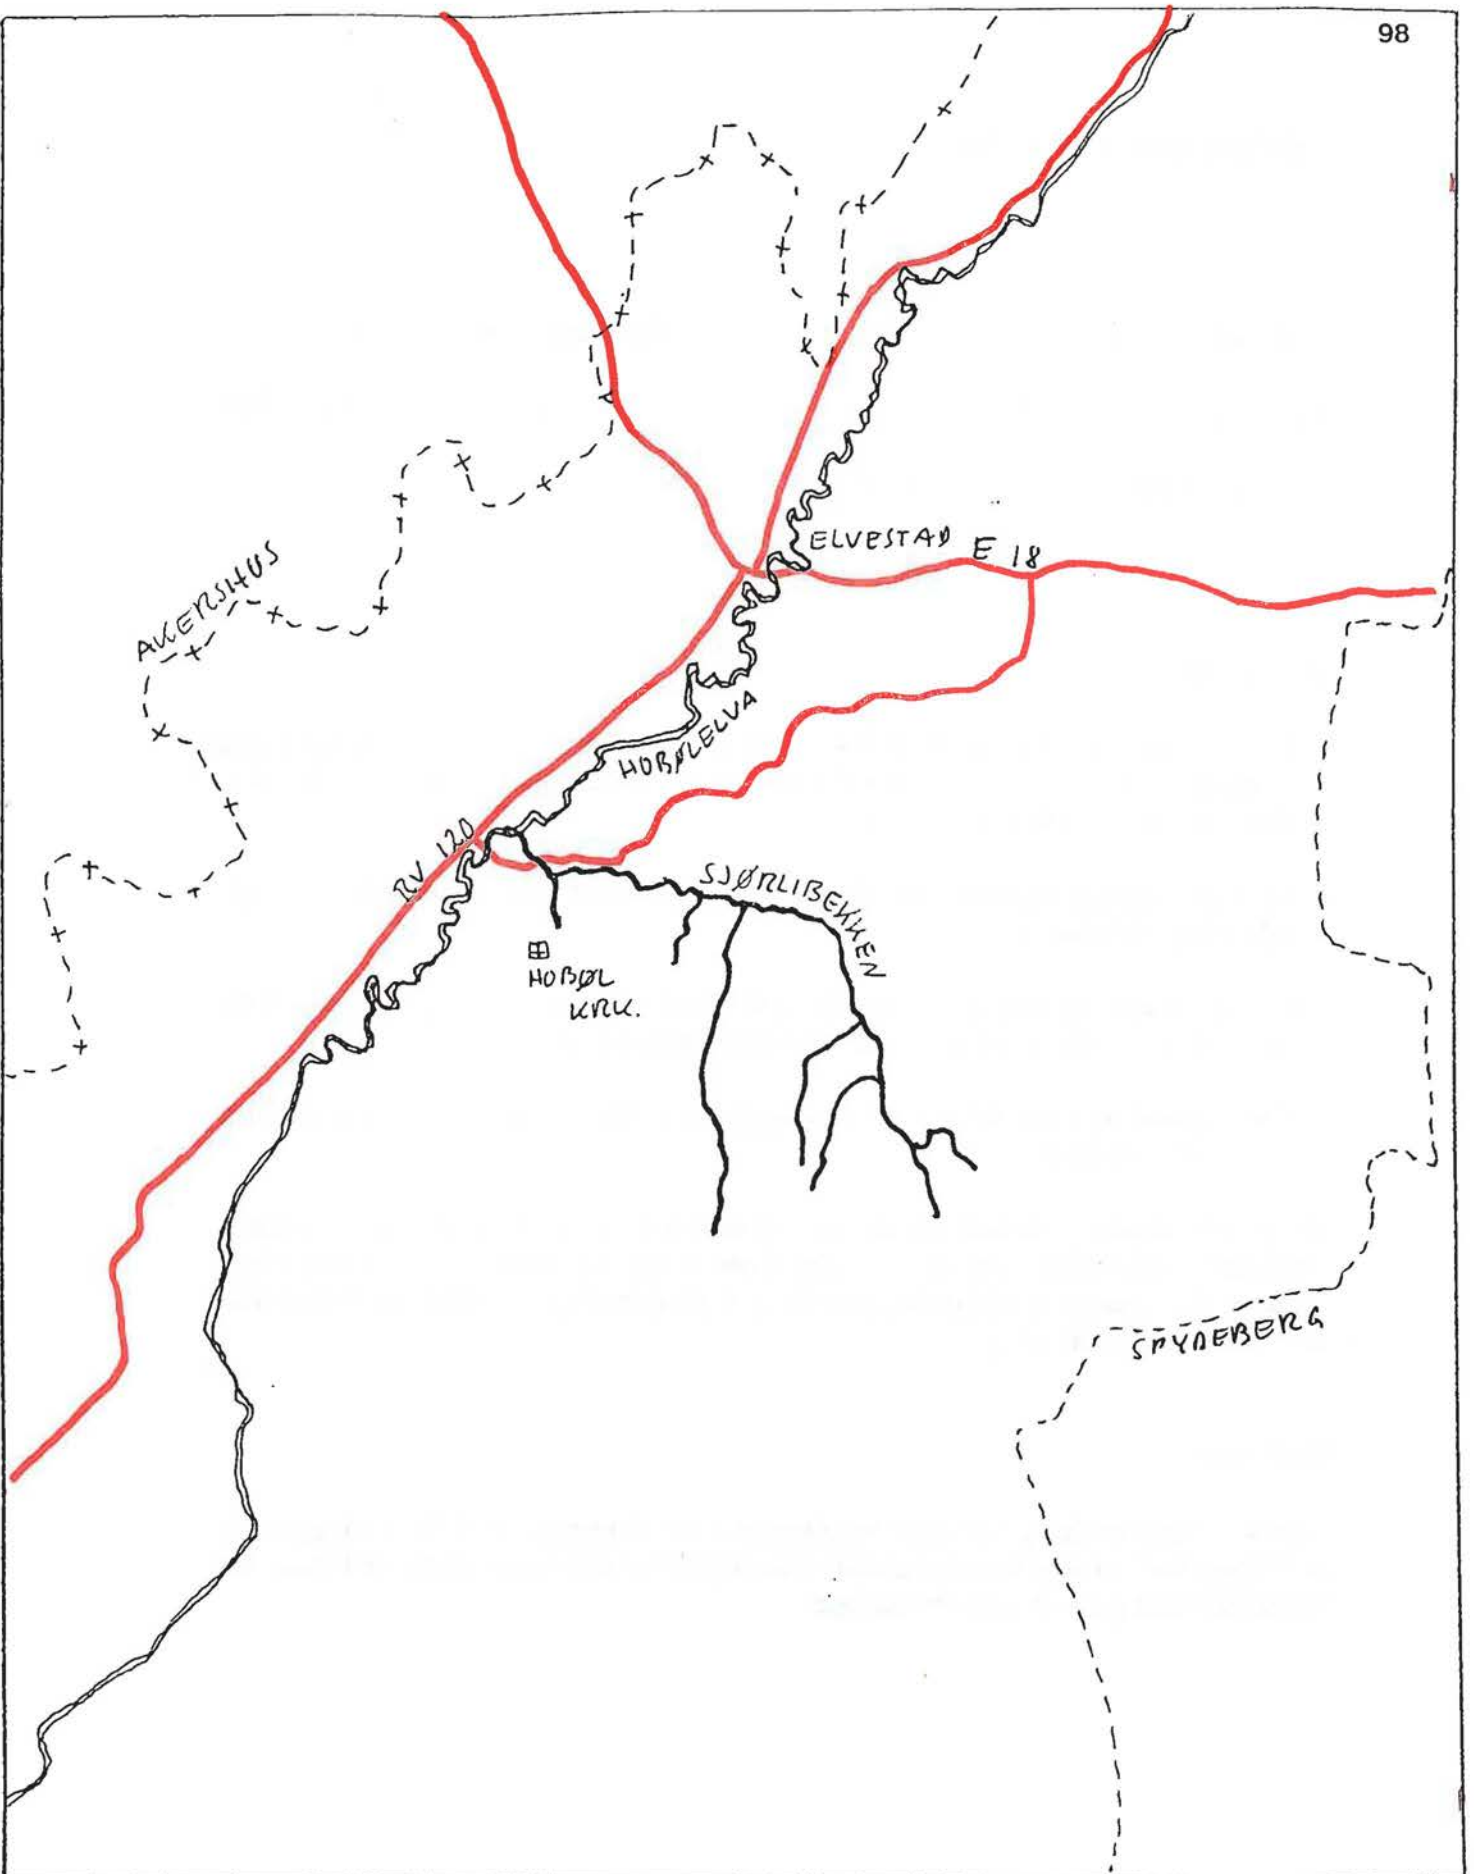 98
ELVESTAD E 18
AKERSHUS
HOBØLELVA
RV 120
SJØRLIBEKKEN
HOBØL
KRK.
SPYDEBERG